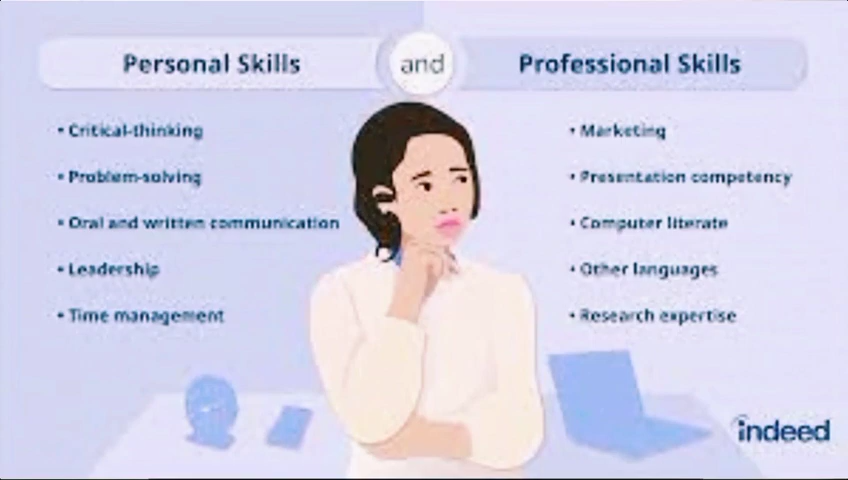 Personal Skills and Professional Skills
• Critical-thinking
• Problem-solving
• Oral and written communication
• Leadership
• Time management
• Marketing
• Presentation competency
• Computer literate
• Other languages
• Research expertise
indeed